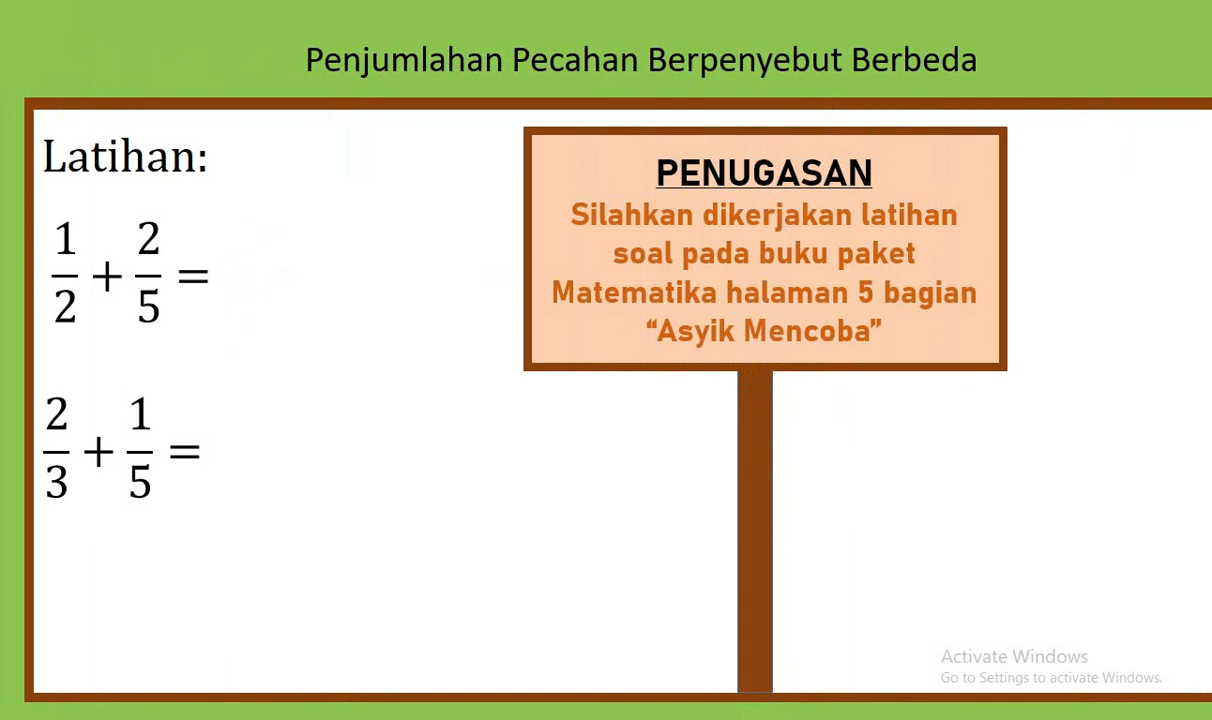 Penjumlahan Pecahan Berpenyebut Berbeda
Latihan:
1/2 + 2/5 =
2/3 + 1/5 =
PENUGASAN
Silahkan dikerjakan latihan
soal pada buku paket
Matematika halaman 5 bagian
“Asyik Mencoba”
Activate Windows
Go to Settings to activate Windows.